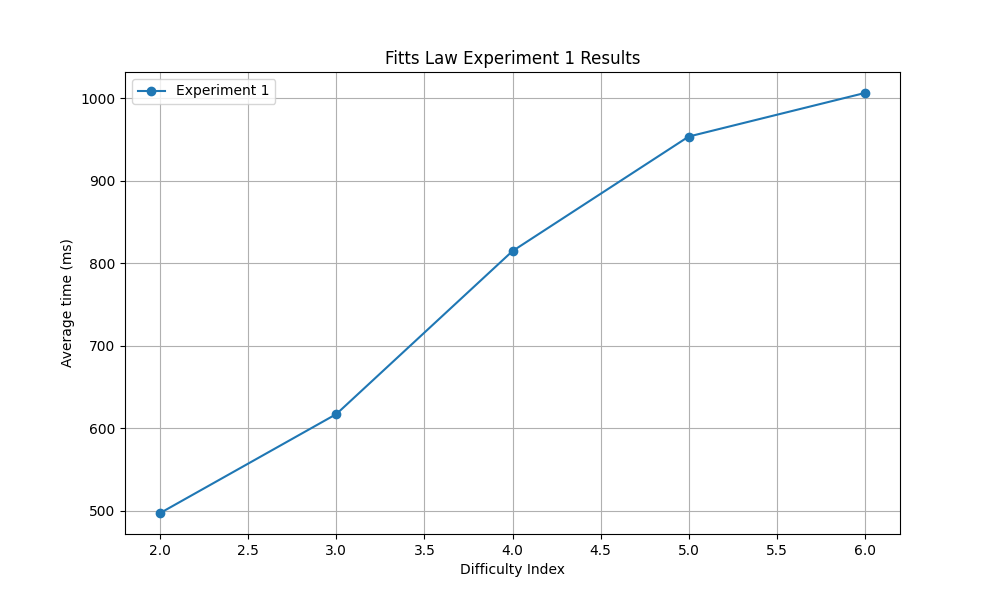 Fitts Law Experiment 1 Results
Experiment 1
1000
900
800
700
600
500
Average time (ms)
2.0 2.5 3.0 3.5 4.0 4.5 5.0 5.5 6.0
Difficulty Index